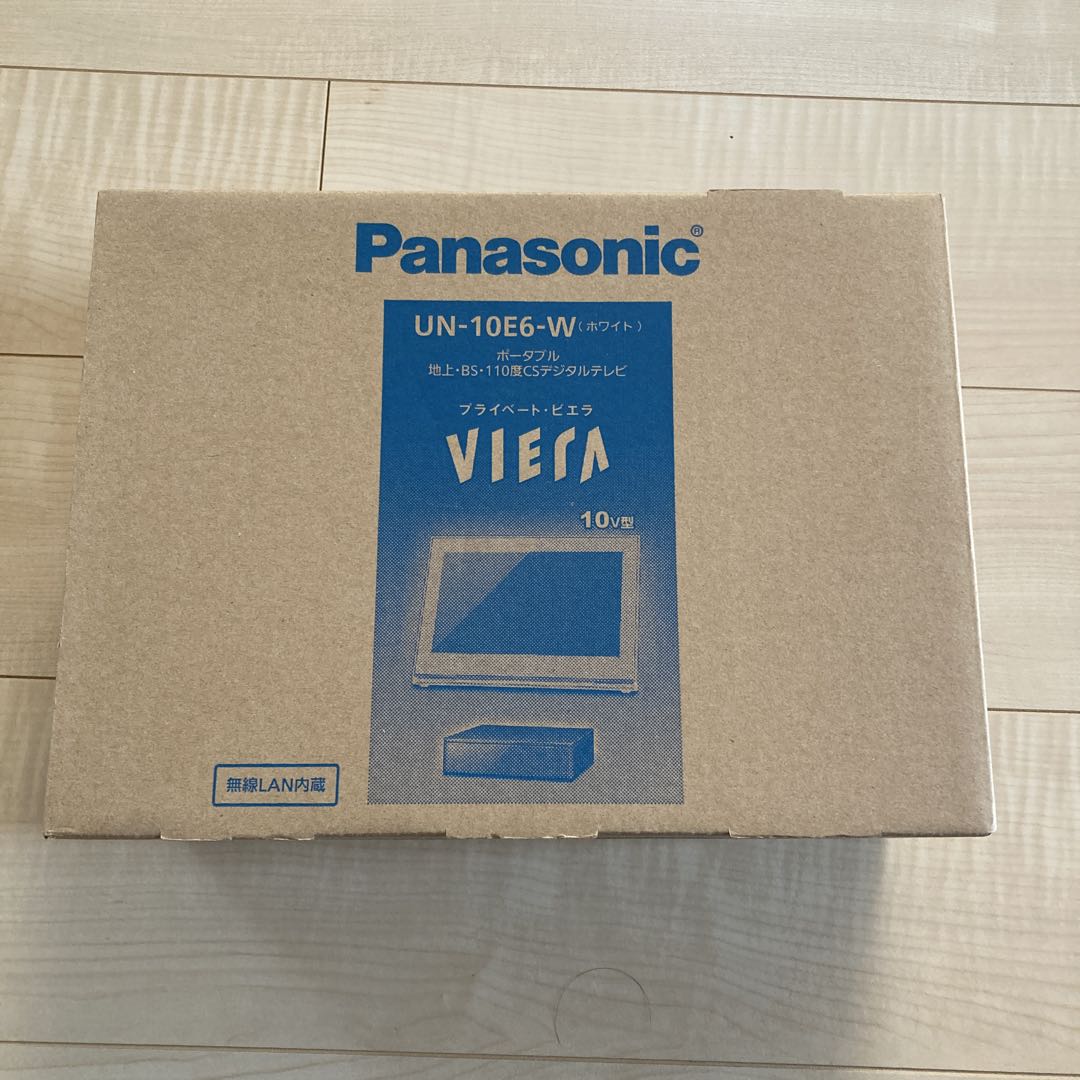 Panasonic®
UN-10E6-W（ホワイト）
ポータブル
地上・BS・110度CSデジタルテレビ
プライベート・ビエラ
VIERA
10V型
無線LAN内蔵